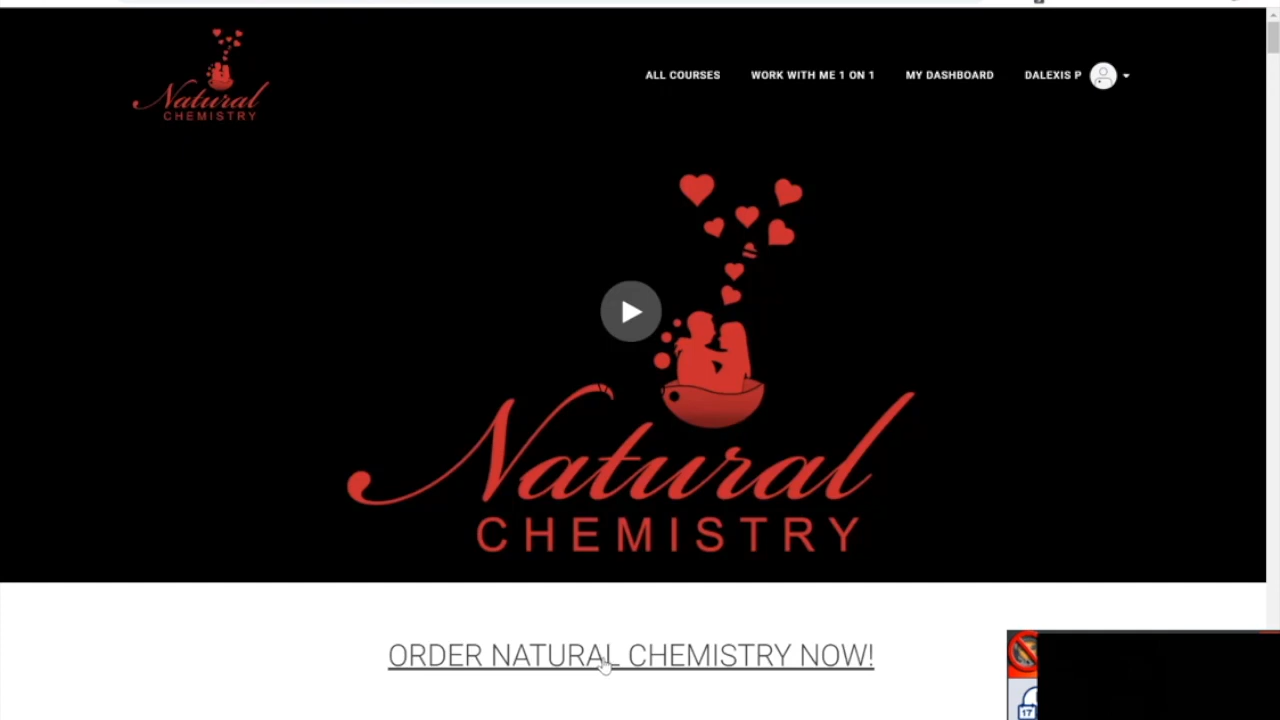 Natural
CHEMISTRY
ALL COURSES
WORK WITH ME 1 ON 1
MY DASHBOARD
DALEXIS P
Natural
CHEMISTRY
ORDER NATURAL CHEMISTRY NOW!
17